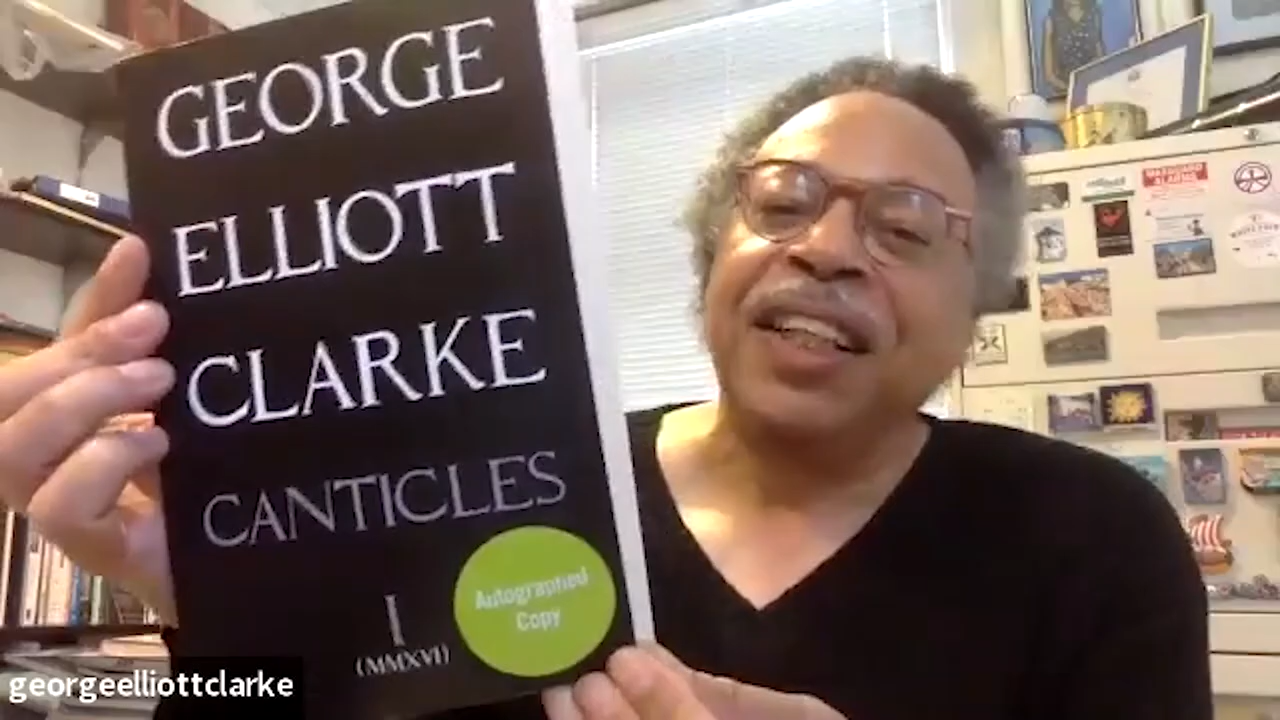 GEORGE
ELLIOTT
CLARKE
CANTICLES
I
(MMXVI)
Autographed
Copy
georgeelliottclarke